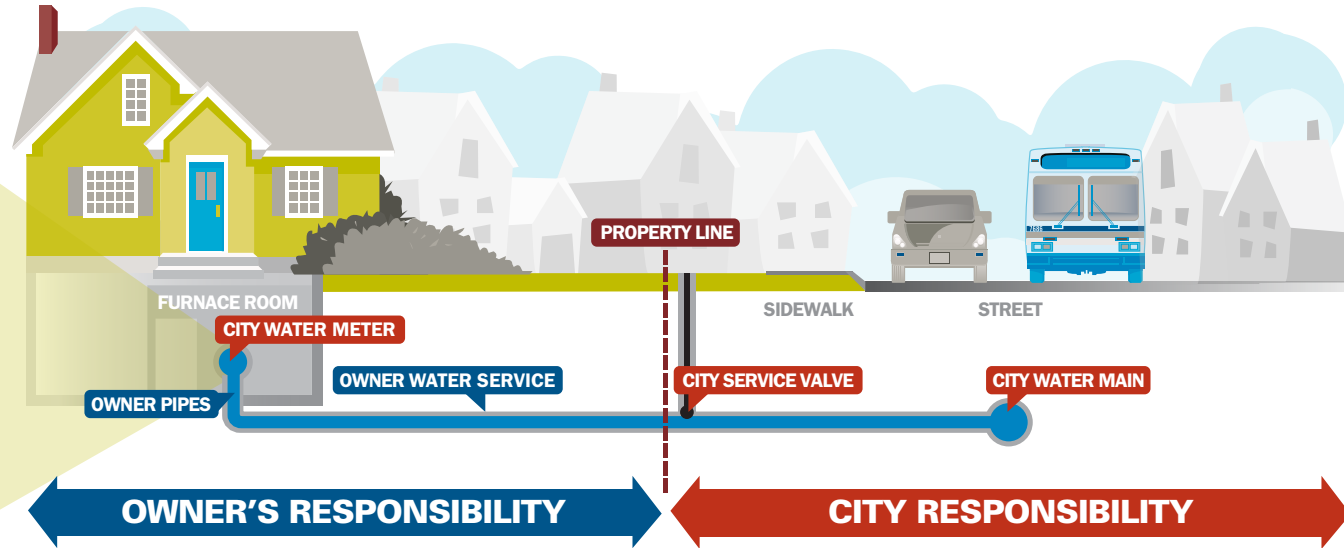 PROPERTY LINE
FURNACE ROOM
SIDEWALK
STREET
CITY WATER METER
OWNER WATER SERVICE
CITY SERVICE VALVE
CITY WATER MAIN
OWNER PIPES
OWNER'S RESPONSIBILITY
CITY RESPONSIBILITY